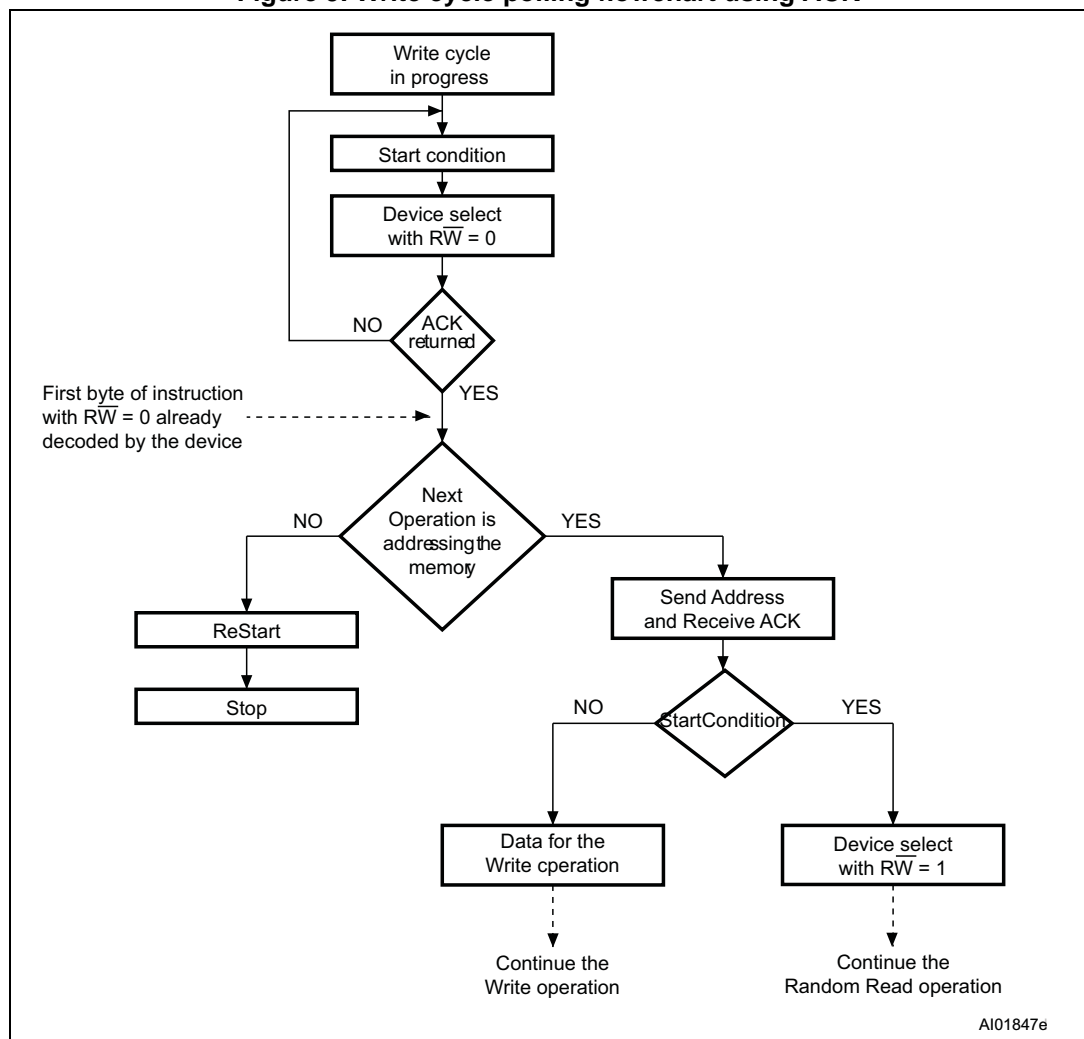 Write cycle
in progress
Start condition
Device select
with RW̅ = 0
ACK
returned
NO
YES
First byte of instruction
with RW̅ = 0 already
decoded by the device
Next
Operation is
addressing the
memory
NO
YES
ReStart
Stop
Send Address
and Receive ACK
StartCondition
NO
YES
Data for the
Write cperation
Device select
with RW̅ = 1
Continue the
Write operation
Continue the
Random Read operation
AI01847e